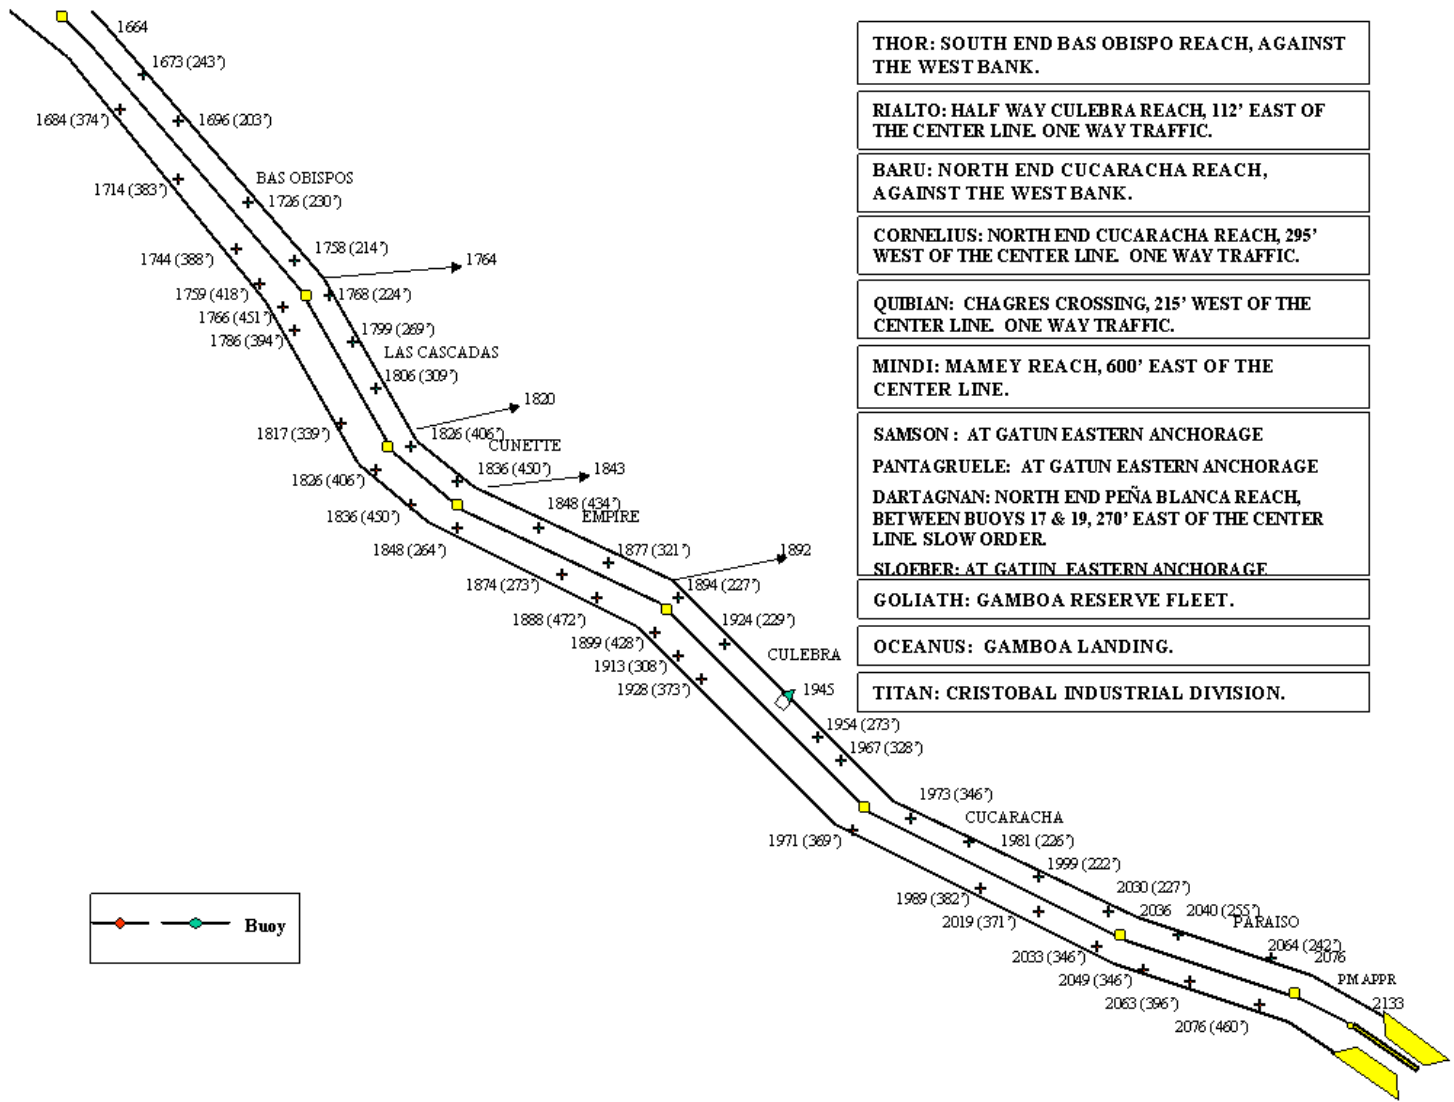 1664
1673 (243’)
1684 (374’)
1696 (203’)
BAS OBISPOS
1714 (383’)
1726 (230’)
1758 (214’)
1744 (388’)
1764
1759 (418’)
1768 (224’)
1766 (451’)
1799 (269’)
1786 (394’)
LAS CASCADAS
1806 (309’)
1820
1817 (339’)
1826 (406’)
CUNETTE
1836 (450’)
1843
1826 (406’)
1848 (434’)
1836 (450’)
EMPIRE
1848 (264’)
1877 (321’)
1892
1874 (273’)
1894 (227’)
1888 (472’)
1924 (229’)
1899 (428’)
CULEBRA
1913 (308’)
1928 (373’)
1945
1954 (273’)
1967 (328’)
1973 (346’)
CUCARACHA
1971 (369’)
1981 (226’)
1999 (222’)
2030 (227’)
1989 (382’)
2036
2040 (255’)
2019 (371’)
PARAISO
2064 (242’)
2033 (346’)
2076
2049 (346’)
PM APPR
2063 (396’)
2133
2076 (460’)
THOR: SOUTH END BAS OBISPO REACH, AGAINST
THE WEST BANK.
RIALTO: HALF WAY CULEBRA REACH, 112’ EAST OF
THE CENTER LINE. ONE WAY TRAFFIC.
BARU: NORTH END CUCARACHA REACH,
AGAINST THE WEST BANK.
CORNELIUS: NORTH END CUCARACHA REACH, 295’
WEST OF THE CENTER LINE. ONE WAY TRAFFIC.
QUIBIAN: CHAGRES CROSSING, 215’ WEST OF THE
CENTER LINE. ONE WAY TRAFFIC.
MINDI: MAMEY REACH, 600’ EAST OF THE
CENTER LINE.
SAMSON : AT GATUN EASTERN ANCHORAGE
PANTAGRUELE: AT GATUN EASTERN ANCHORAGE
DARTAGNAN: NORTH END PEÑA BLANCA REACH,
BETWEEN BUOYS 17 & 19, 270’ EAST OF THE CENTER
LINE. SLOW ORDER.
SLOEBER: AT GATUN EASTERN ANCHORAGE
GOLIATH: GAMBOA RESERVE FLEET.
OCEANUS: GAMBOA LANDING.
TITAN: CRISTOBAL INDUSTRIAL DIVISION.
Buoy